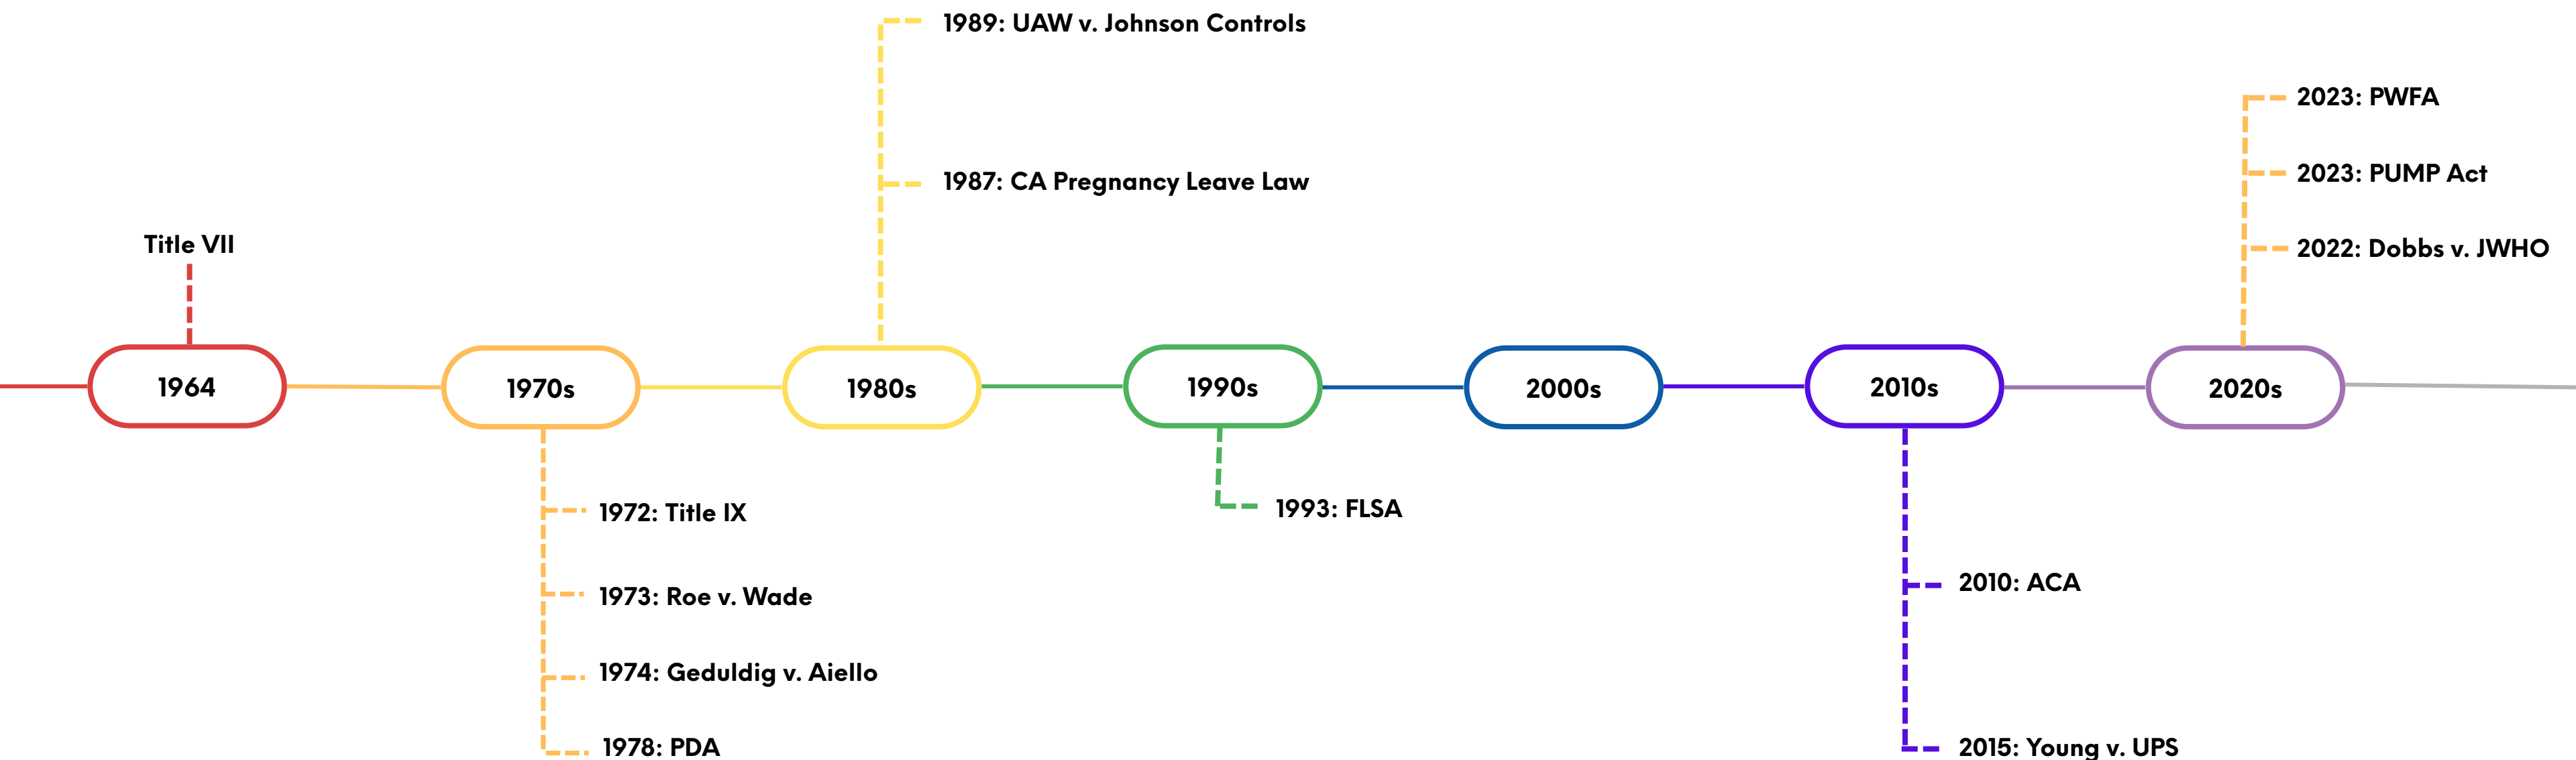 1989: UAW v. Johnson Controls
1987: CA Pregnancy Leave Law
2023: PWFA
2023: PUMP Act
2022: Dobbs v. JWHO
Title VII
1964
1970s
1980s
1990s
2000s
2010s
2020s
1972: Title IX
1973: Roe v. Wade
1974: Geduldig v. Aiello
1978: PDA
1993: FLSA
2010: ACA
2015: Young v. UPS